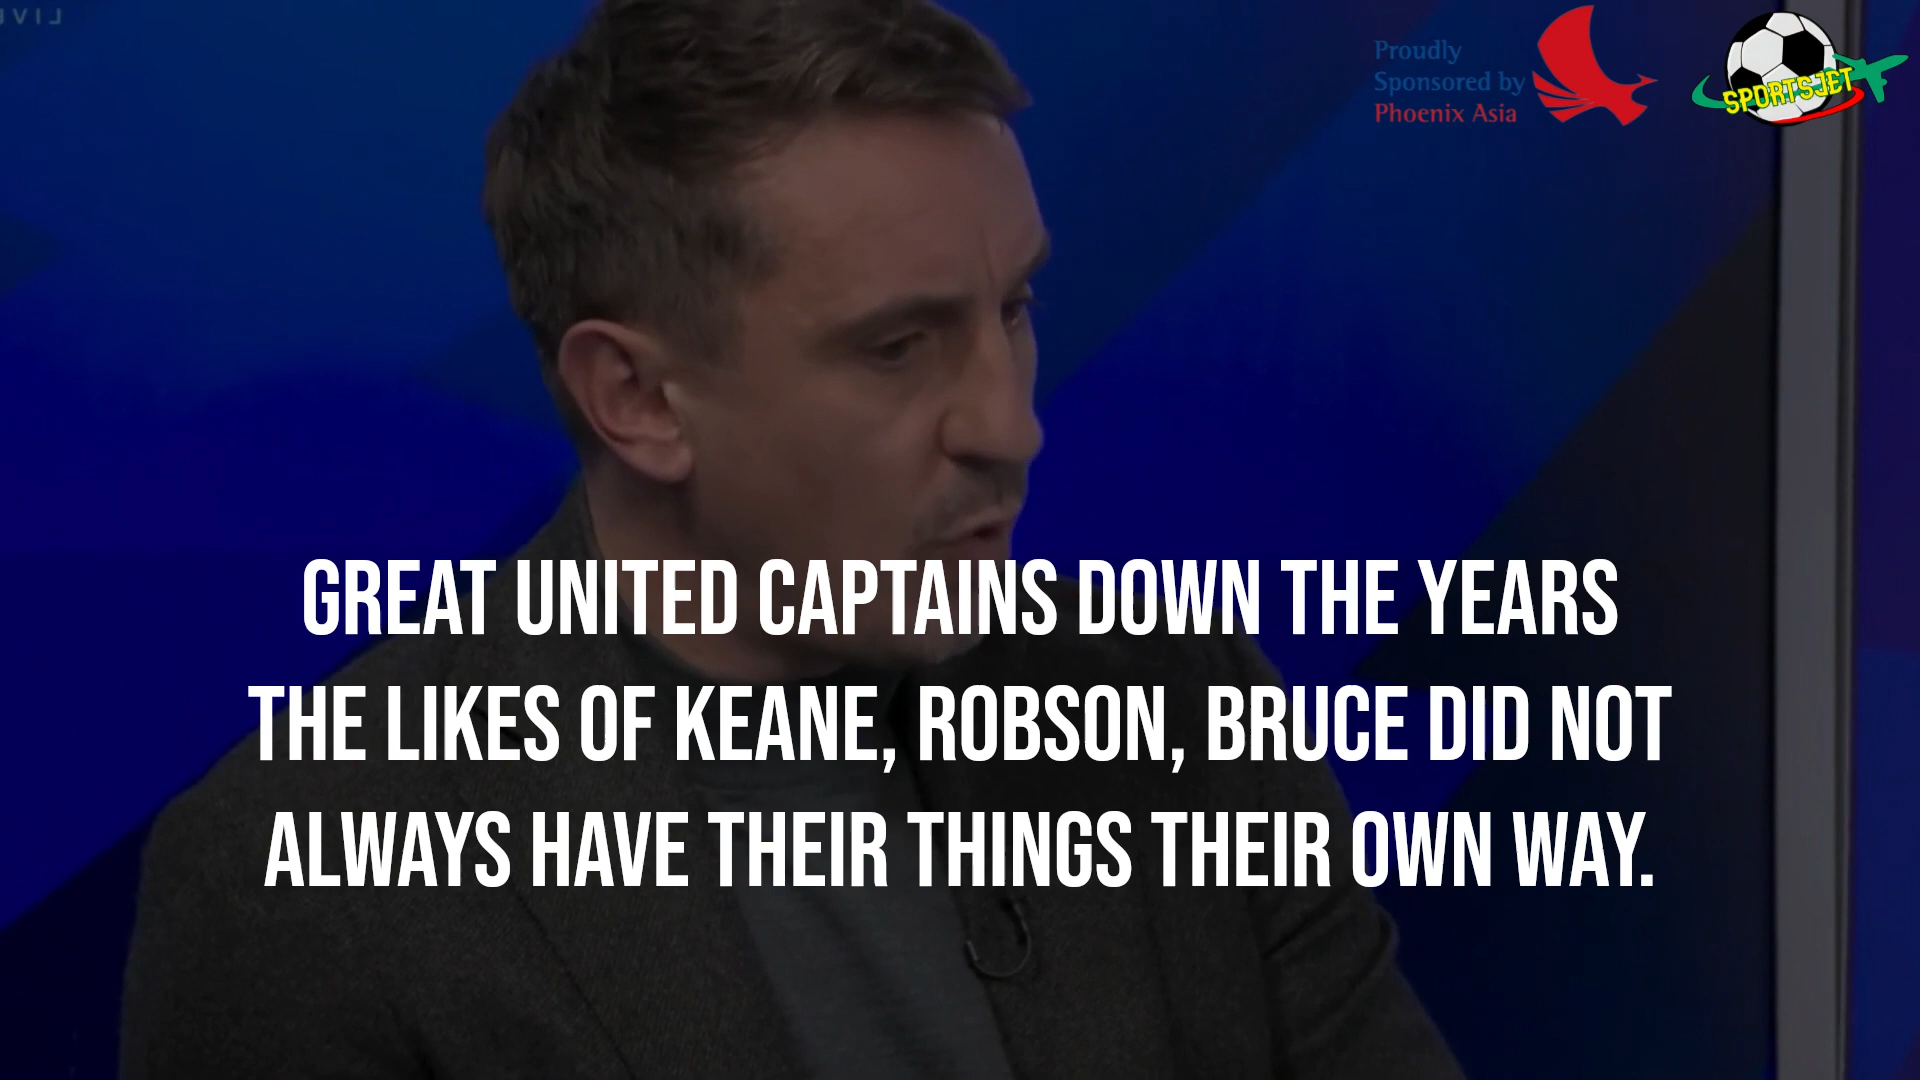 LIVE
Proudly
Sponsored by
Phoenix Asia
SPORTSJET
GREAT UNITED CAPTAINS DOWN THE YEARS
THE LIKES OF KEANE, ROBSON, BRUCE DID NOT
ALWAYS HAVE THEIR THINGS THEIR OWN WAY.